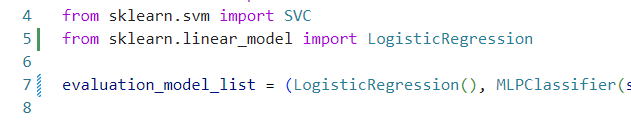 4 from sklearn.svm import SVC
5 from sklearn.linear_model import LogisticRegression
6
7 evaluation_model_list = (LogisticRegression(), MLPClassifier(s
8